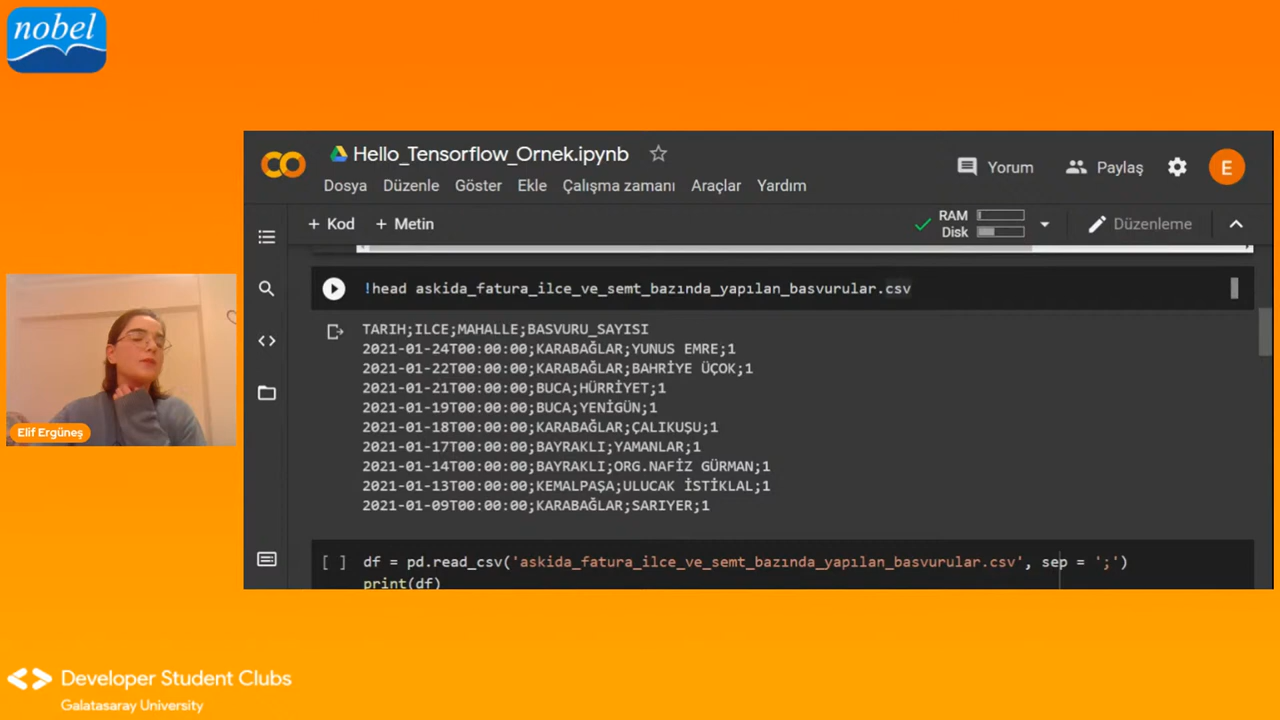 nobel
Hello_Tensorflow_Ornek.ipynb
Yorum
Paylaş
E
Dosya Düzenle Göster Ekle Çalışma zamanı Araçlar Yardım
+ Kod + Metin
RAM
Disk
Düzenleme
!head askida_fatura_ilce_ve_semt_bazında_yapılan_basvurular.csv
TARIH;ILCE;MAHALLE;BASVURU_SAYISI
2021-01-24T00:00:00;KARABAĞLAR;YUNUS EMRE;1
2021-01-22T00:00:00;KARABAĞLAR;BAHRİYE ÜÇOK;1
2021-01-21T00:00:00;BUCA;HÜRRİYET;1
2021-01-19T00:00:00;BUCA;YENİGÜN;1
2021-01-18T00:00:00;KARABAĞLAR;ÇALIKUŞU;1
2021-01-17T00:00:00;BAYRAKLI;YAMANLAR;1
2021-01-14T00:00:00;BAYRAKLI;ORG.NAFİZ GÜRMAN;1
2021-01-13T00:00:00;KEMALPAŞA;ULUCAK İSTİKLAL;1
2021-01-09T00:00:00;KARABAĞLAR;SARIYER;1
[ ] df = pd.read_csv('askida_fatura_ilce_ve_semt_bazında_yapılan_basvurular.csv', sep = ';')
print(df)
Elif Ergüneş
<> Developer Student Clubs
Galatasaray University